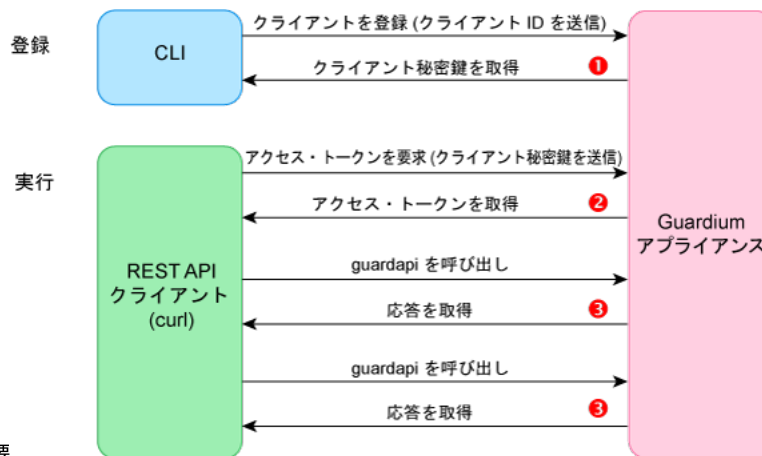 登録
CLI
クライアントを登録 (クライアント ID を送信)
クライアント秘密鍵を取得 ❶
実行
アクセス・トークンを要求 (クライアント秘密鍵を送信)
アクセス・トークンを取得 ❷
Guardium
アプライアンス
REST API
クライアント
(curl)
guardapi を呼び出し
応答を取得 ❸
guardapi を呼び出し
応答を取得 ❸